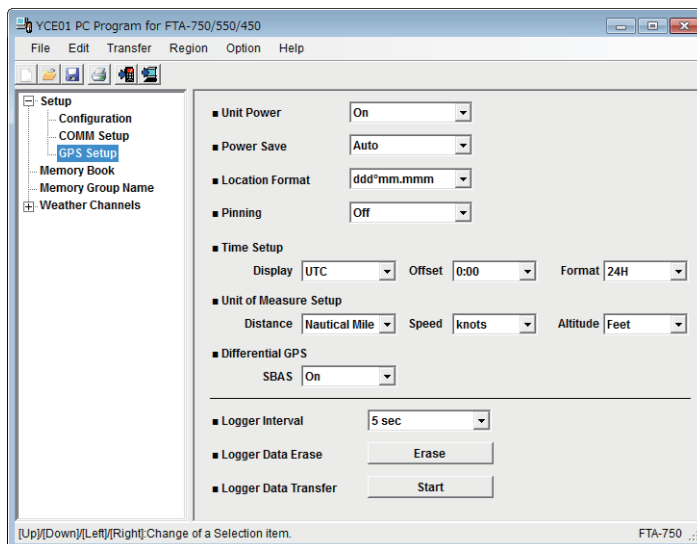 YCE01 PC Program for FTA-750/550/450
File Edit Transfer Region Option Help
Setup
Configuration
COMM Setup
GPS Setup
Memory Book
Memory Group Name
Weather Channels
■ Unit Power On
■ Power Save Auto
■ Location Format ddd°mm.mmm
■ Pinning Off
■ Time Setup
Display UTC Offset 0:00 Format 24H
■ Unit of Measure Setup
Distance Nautical Mile Speed knots Altitude Feet
■ Differential GPS
SBAS On
■ Logger Interval 5 sec
■ Logger Data Erase Erase
■ Logger Data Transfer Start
[Up]/[Down]/[Left]/[Right]:Change of a Selection item. FTA-750